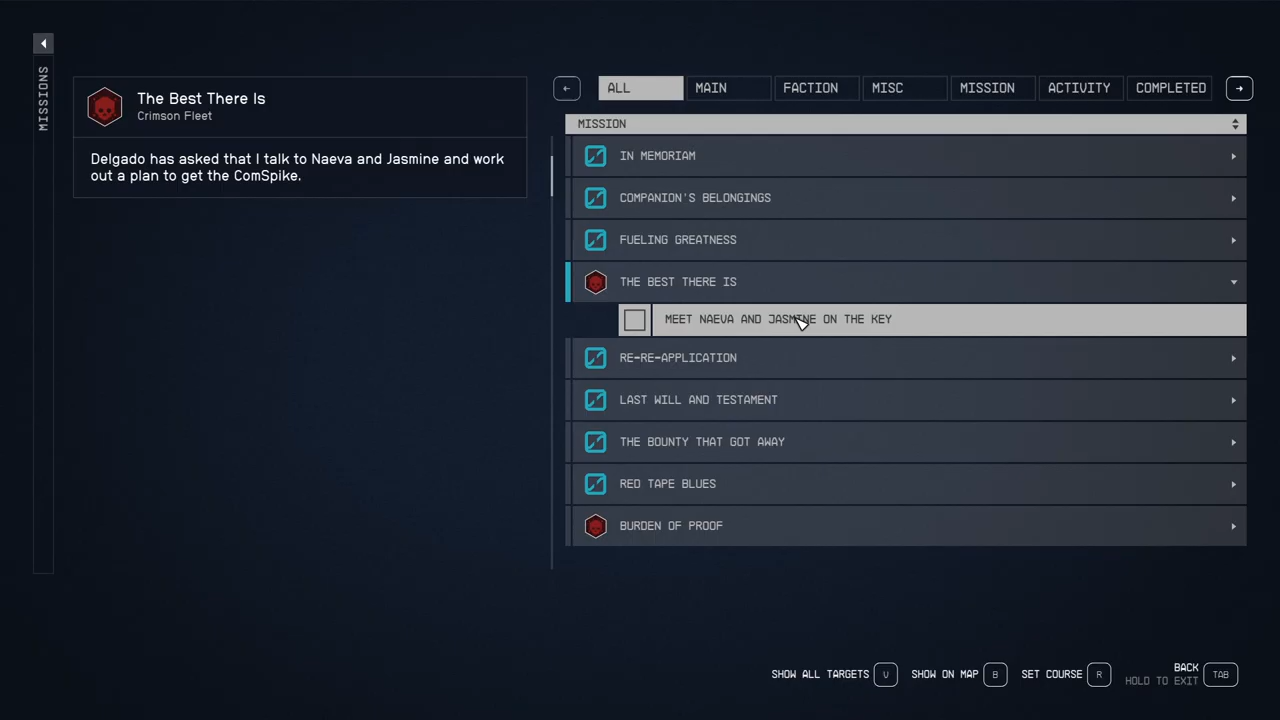 MISSIONS
The Best There Is
Crimson Fleet
Delgado has asked that I talk to Naeva and Jasmine and work
out a plan to get the ComSpike.
ALL MAIN FACTION MISC MISSION ACTIVITY COMPLETED
MISSION
IN MEMORIAM
COMPANION'S BELONGINGS
FUELING GREATNESS
THE BEST THERE IS
MEET NAEVA AND JASMINE ON THE KEY
RE-RE-APPLICATION
LAST WILL AND TESTAMENT
THE BOUNTY THAT GOT AWAY
RED TAPE BLUES
BURDEN OF PROOF
SHOW ALL TARGETS V SHOW ON MAP B SET COURSE R BACK TAB
HOLD TO EXIT